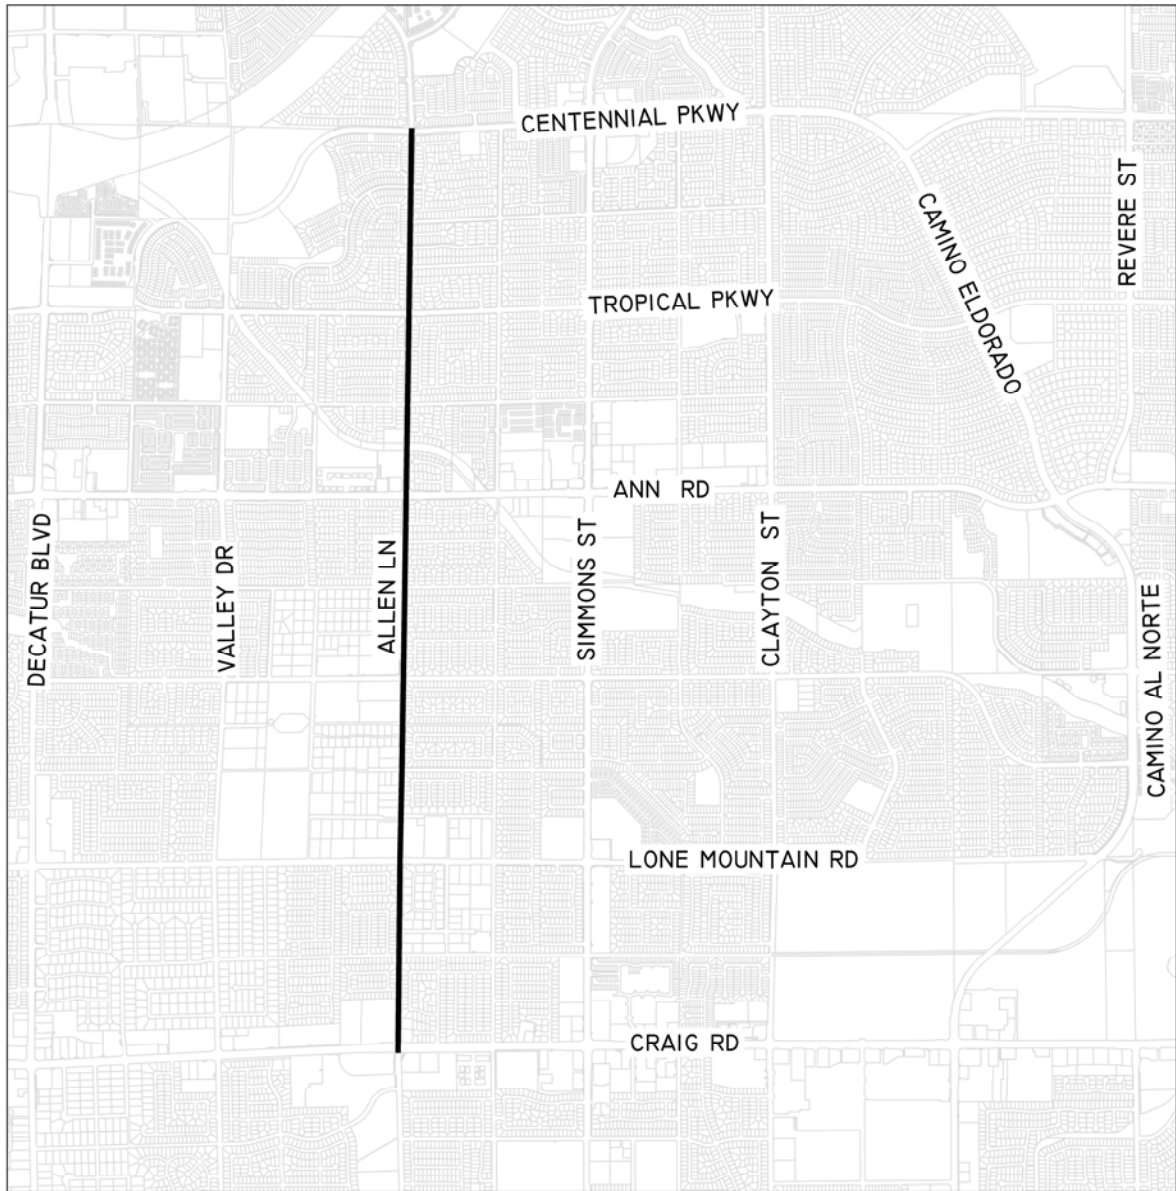 CENTENNIAL PKWY
REVERE ST
CAMINO ELDORADO
TROPICAL PKWY
ANN RD
DECATUR BLVD
VALLEY DR
ALLEN LN
SIMMONS ST
CLAYTON ST
CAMINO AL NORTE
LONE MOUNTAIN RD
CRAIG RD